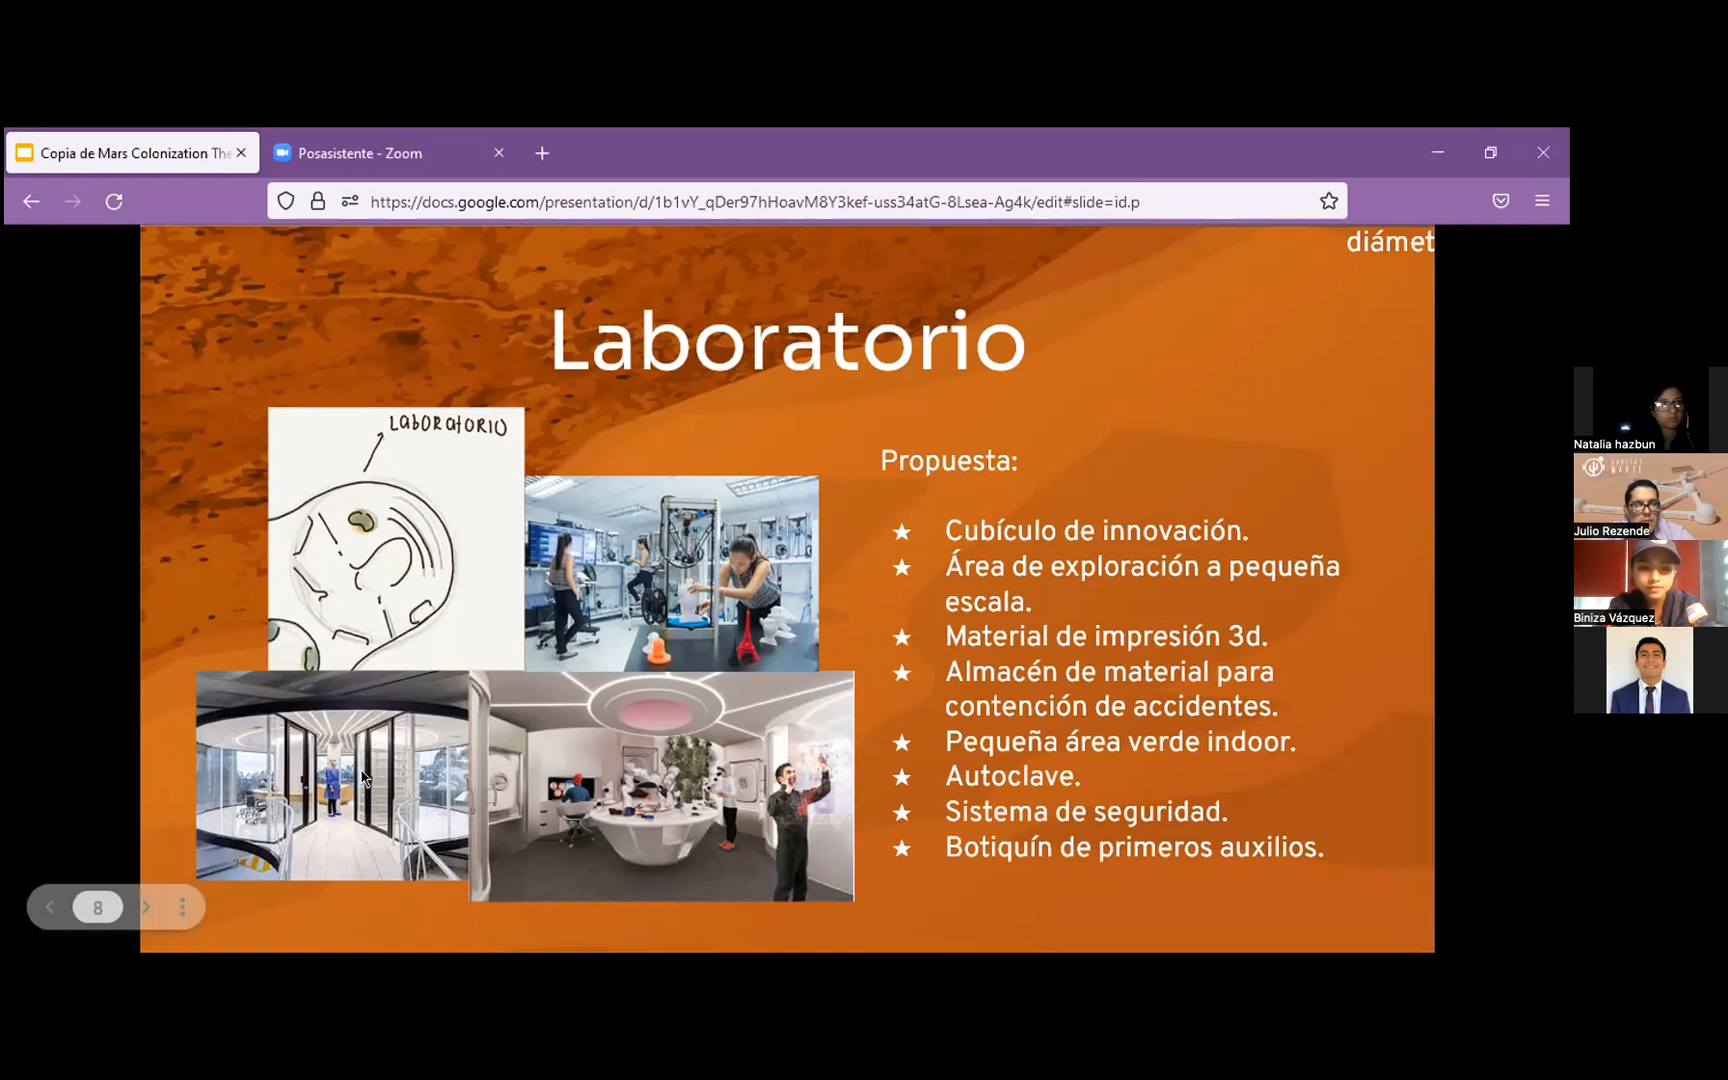 Copia de Mars Colonization The
Posasistente - Zoom
https://docs.google.com/presentation/d/1b1vY_qDer97hHoavM8Y3kef-uss34atG-8Lsea-Ag4k/edit#slide=id.p
diámet
Laboratorio
LABORATORIO
Propuesta:
★ Cubículo de innovación.
★ Área de exploración a pequeña
escala.
★ Material de impresión 3d.
★ Almacén de material para
contención de accidentes.
★ Pequeña área verde indoor.
★ Autoclave.
★ Sistema de seguridad.
★ Botiquín de primeros auxilios.
8
Natalia hazbun
HABITAT
MARTE
Julio Rezende
Biniza Vázquez